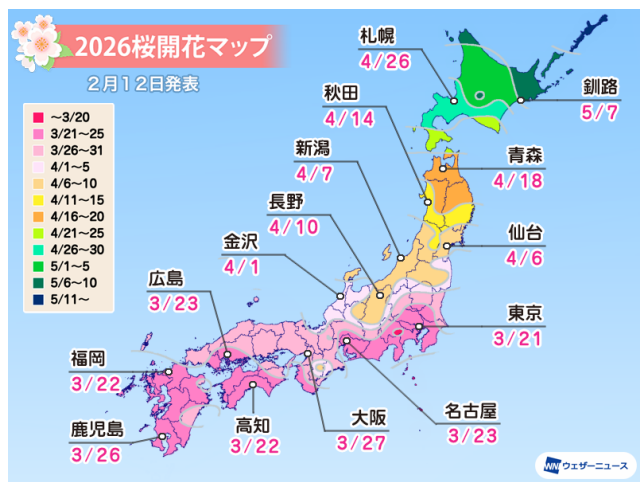 2026桜開花マップ
2月12日発表
～3/20
3/21～25
3/26～31
4/1～5
4/6～10
4/11～15
4/16～20
4/21～25
4/26～30
5/1～5
5/6～10
5/11～
札幌
4/26
釧路
5/7
秋田
4/14
青森
4/18
新潟
4/7
長野
4/10
仙台
4/6
金沢
4/1
広島
3/23
東京
3/21
福岡
3/22
名古屋
3/23
大阪
3/27
高知
3/22
鹿児島
3/26
WN ウェザーニュース